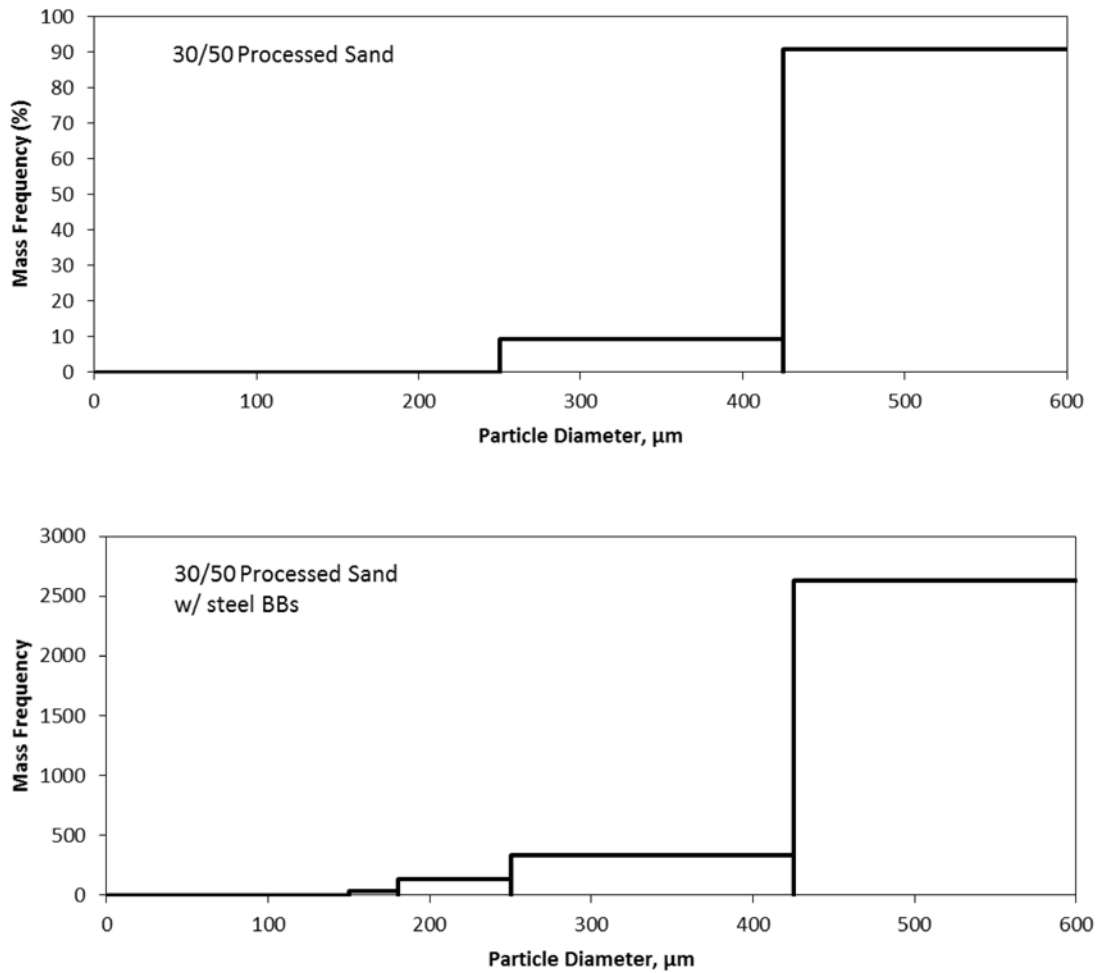 100
90
80
70
60
50
40
30
20
10
0
Mass Frequency (%)
30/50 Processed Sand
0 100 200 300 400 500 600
Particle Diameter, µm
3000
2500
2000
1500
1000
500
0
Mass Frequency
30/50 Processed Sand
w/ steel BBs
0 100 200 300 400 500 600
Particle Diameter, µm